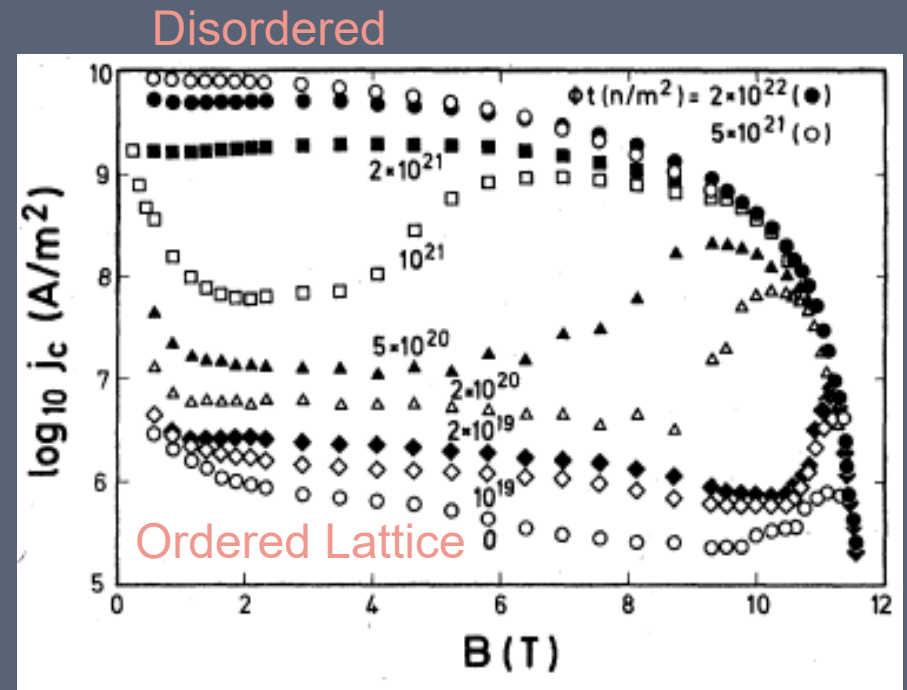 Disordered
10
Φt (n/m²) = 2×10²² (●)
5×10²¹ (○)
2×10²¹
9
10²¹
8
5×10²⁰
7
2×10²⁰
2×10¹⁹
6
10¹⁹
Ordered Lattice
0
5
0 2 4 6 8 10 12
log₁₀ jc (A/m²)
B (T)